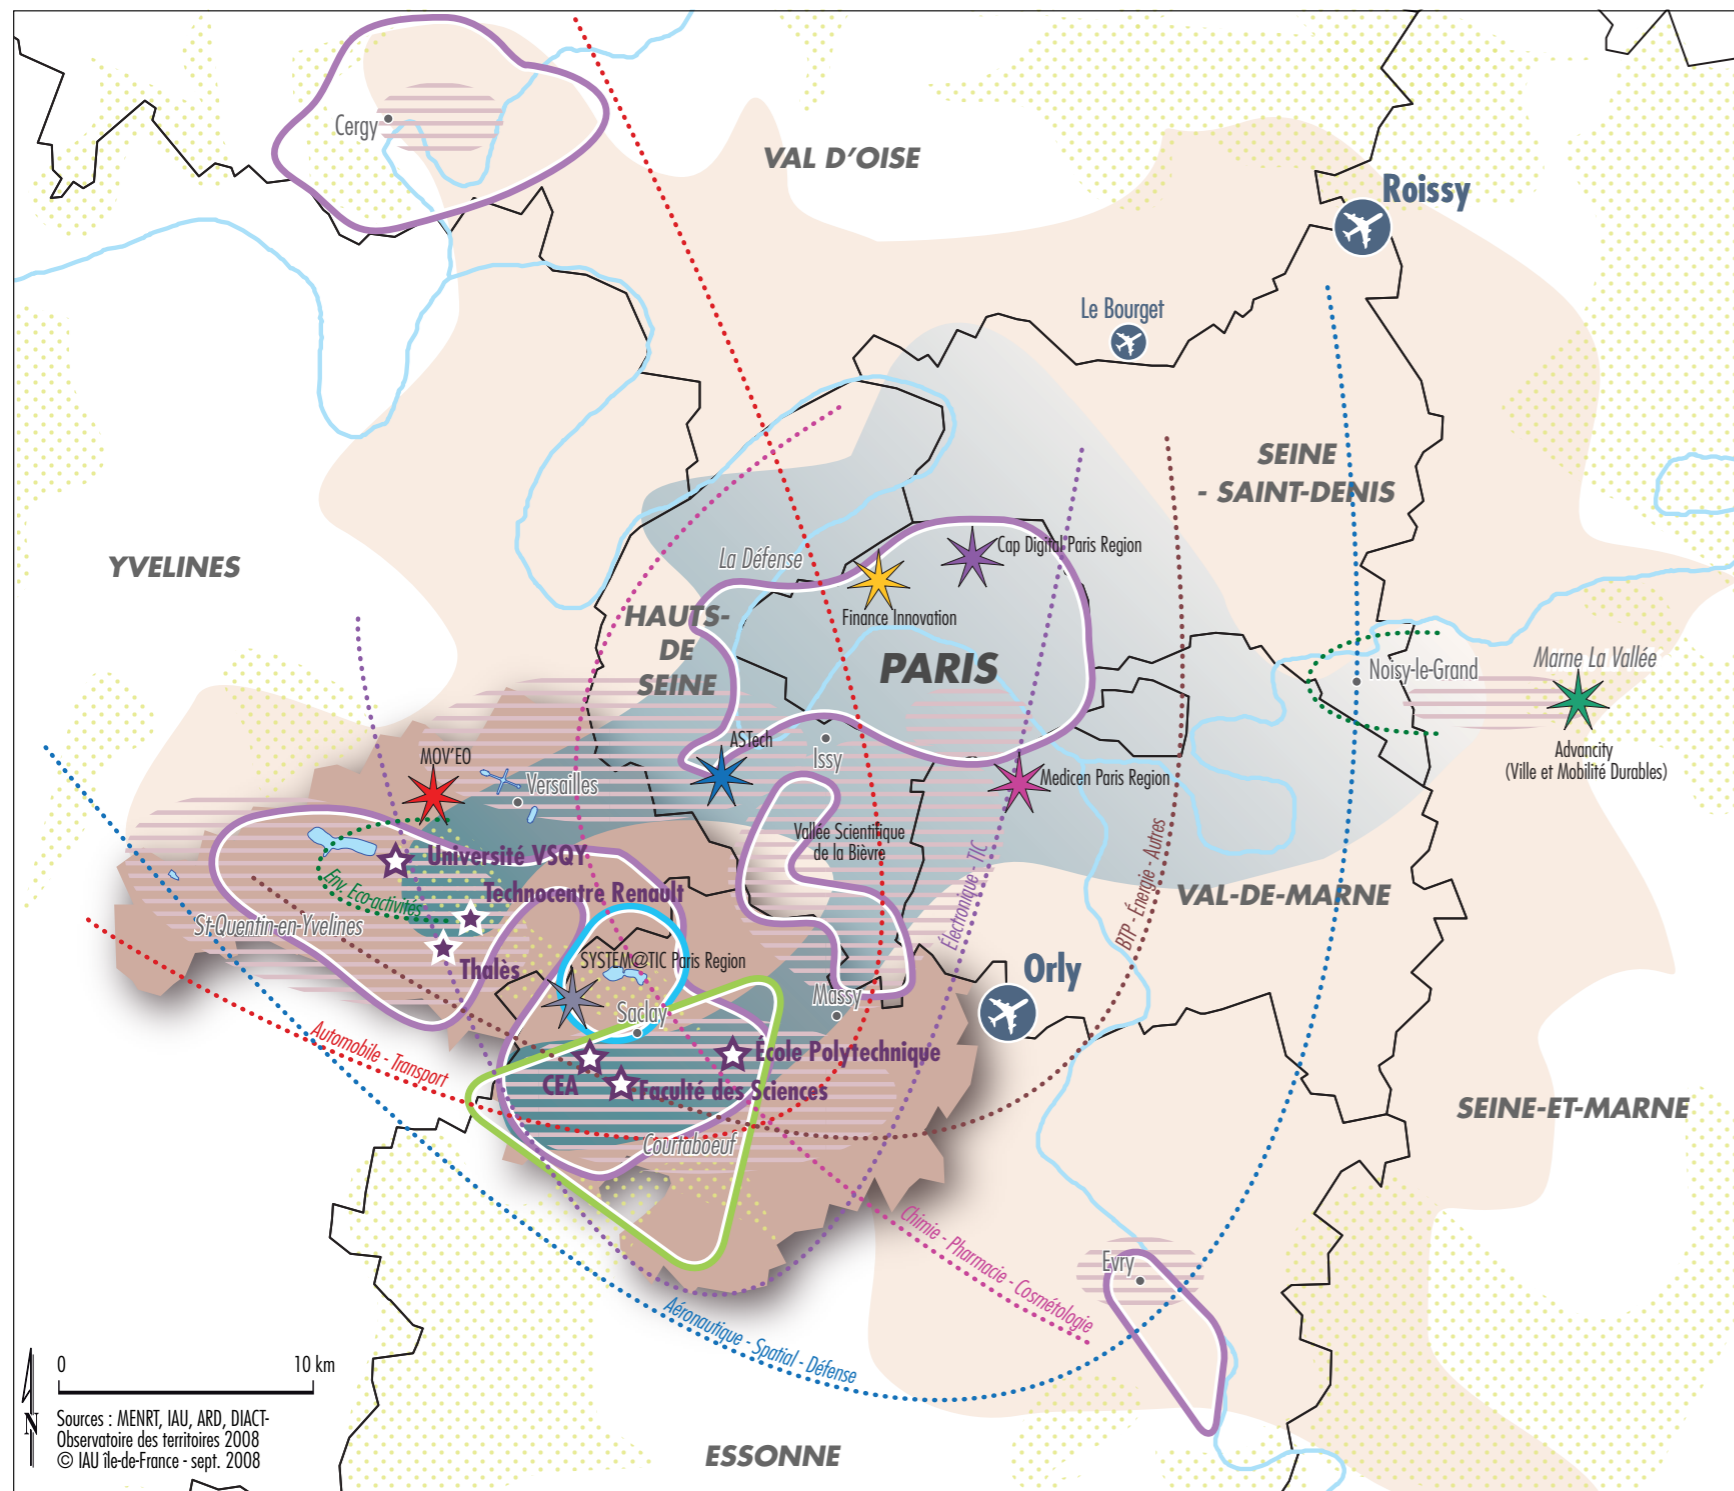 Cergy
VAL D'OISE
Roissy
Le Bourget
SEINE
- SAINT-DENIS
YVELINES
La Défense
Cap Digital Paris Region
Finance Innovation
HAUTS-
DE
SEINE
PARIS
Noisy-le-Grand
Marne La Vallée
Advancity
(Ville et Mobilité Durables)
ASTech
Issy
MOV'EO
Versailles
Medicen Paris Region
Vallée Scientifique
de la Bièvre
Université VSQY
Technocentre Renault
Env. Eco-activités
St-Quentin-en-Yvelines
Thalès
Électronique - TIC
BTP - Énergie - Autres
VAL-DE-MARNE
SYSTEM@TIC Paris Region
Saclay
Massy
Orly
Automobile - Transport
École Polytechnique
CEA
Faculté des Sciences
Courtaboeuf
SEINE-ET-MARNE
Chimie - Pharmacie - Cosmétologie
Evry
Aéronautique - Spatial - Défense
0 10 km
N
Sources : MENRT, IAU, ARD, DIACT-
Observatoire des territoires 2008
© IAU île-de-France - sept. 2008
ESSONNE